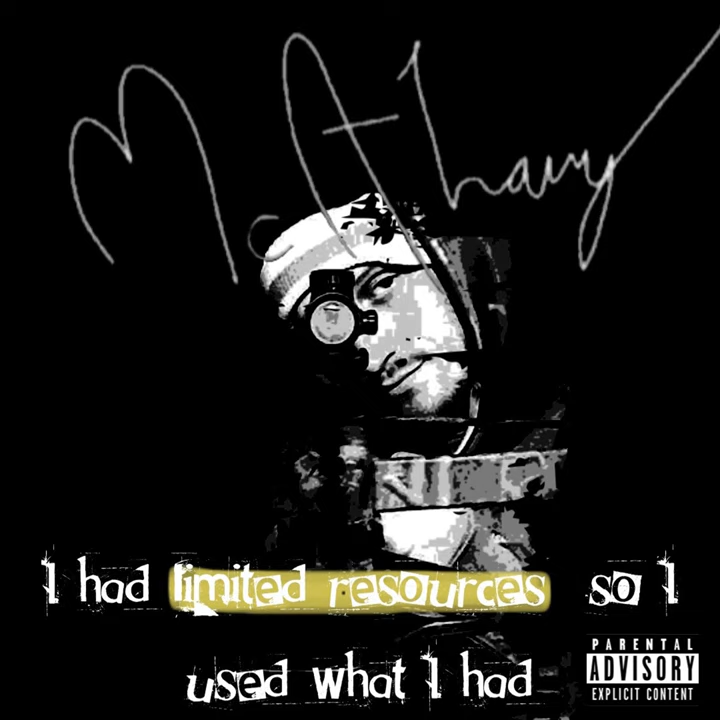 I had limited resources so I
used what I had
PARENTAL
ADVISORY
EXPLICIT CONTENT